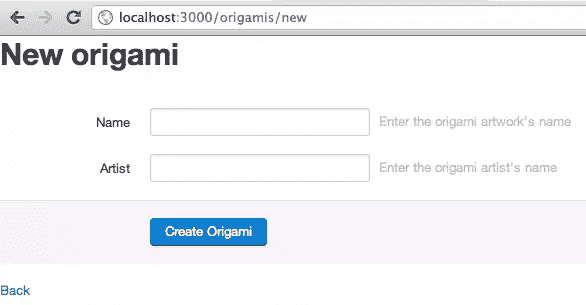 localhost:3000/origamis/new
New origami
Name Enter the origami artwork's name
Artist Enter the origami artist's name
Create Origami
Back